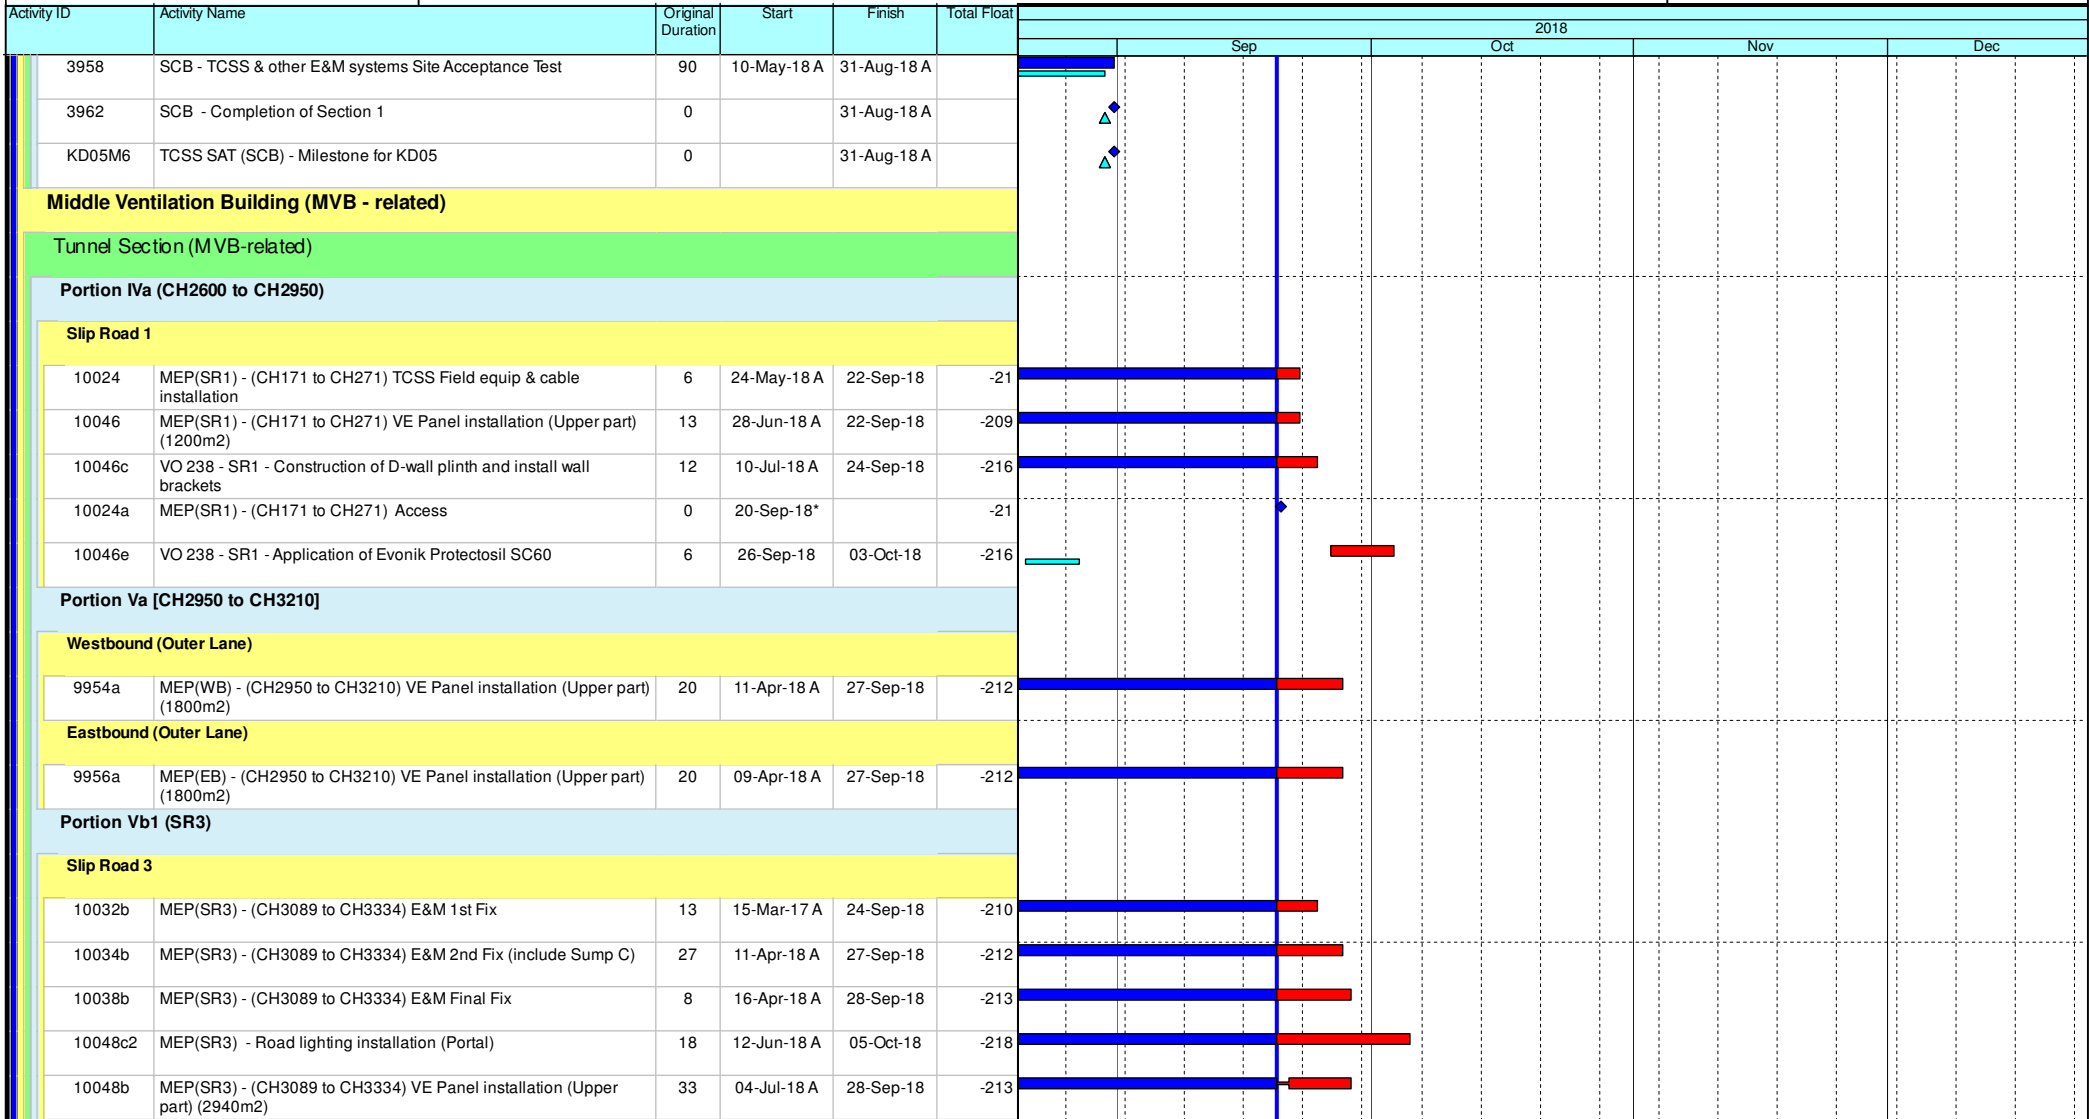 Activity ID Activity Name Original Duration Start Finish Total Float
2018
Sep Oct Nov Dec
3958 SCB - TCSS & other E&M systems Site Acceptance Test 90 10-May-18 A 31-Aug-18 A
3962 SCB - Completion of Section 1 0 31-Aug-18 A
KD05M6 TCSS SAT (SCB) - Milestone for KD05 0 31-Aug-18 A
Middle Ventilation Building (MVB - related)
Tunnel Section (MVB-related)
Portion IVa (CH2600 to CH2950)
Slip Road 1
10024 MEP(SR1) - (CH171 to CH271) TCSS Field equip & cable 6 24-May-18 A 22-Sep-18 -21
installation
10046 MEP(SR1) - (CH171 to CH271) VE Panel installation (Upper part) 13 28-Jun-18 A 22-Sep-18 -209
(1200m2)
10046c VO 238 - SR1 - Construction of D-wall plinth and install wall 12 10-Jul-18 A 24-Sep-18 -216
brackets
10024a MEP(SR1) - (CH171 to CH271) Access 0 20-Sep-18* -21
10046e VO 238 - SR1 - Application of Evonik Protectosil SC60 6 26-Sep-18 03-Oct-18 -216
Portion Va [CH2950 to CH3210]
Westbound (Outer Lane)
9954a MEP(WB) - (CH2950 to CH3210) VE Panel installation (Upper part) 20 11-Apr-18 A 27-Sep-18 -212
(1800m2)
Eastbound (Outer Lane)
9956a MEP(EB) - (CH2950 to CH3210) VE Panel installation (Upper part) 20 09-Apr-18 A 27-Sep-18 -212
(1800m2)
Portion Vb1 (SR3)
Slip Road 3
10032b MEP(SR3) - (CH3089 to CH3334) E&M 1st Fix 13 15-Mar-17 A 24-Sep-18 -210
10034b MEP(SR3) - (CH3089 to CH3334) E&M 2nd Fix (include Sump C) 27 11-Apr-18 A 27-Sep-18 -212
10038b MEP(SR3) - (CH3089 to CH3334) E&M Final Fix 8 16-Apr-18 A 28-Sep-18 -213
10048c2 MEP(SR3) - Road lighting installation (Portal) 18 12-Jun-18 A 05-Oct-18 -218
10048b MEP(SR3) - (CH3089 to CH3334) VE Panel installation (Upper 33 04-Jul-18 A 28-Sep-18 -213
part) (2940m2)